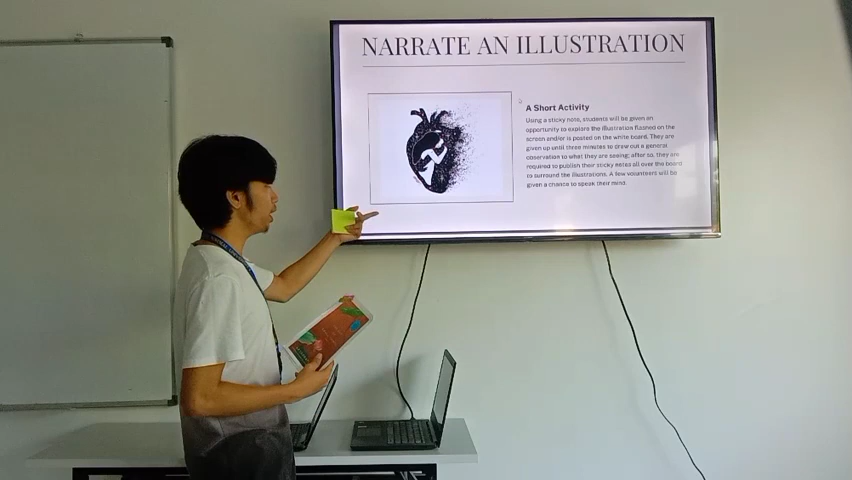 NARRATE AN ILLUSTRATION
A Short Activity
Using a sticky note, students will be given an
opportunity to explore the illustration flashed on the
screen and/or is posted on the white board. They are
given up until three minutes to draw out a general
observation to what they are seeing; after so, they are
required to publish their sticky notes all over the board
to surround the illustrations. A few volunteers will be
given a chance to speak their mind.